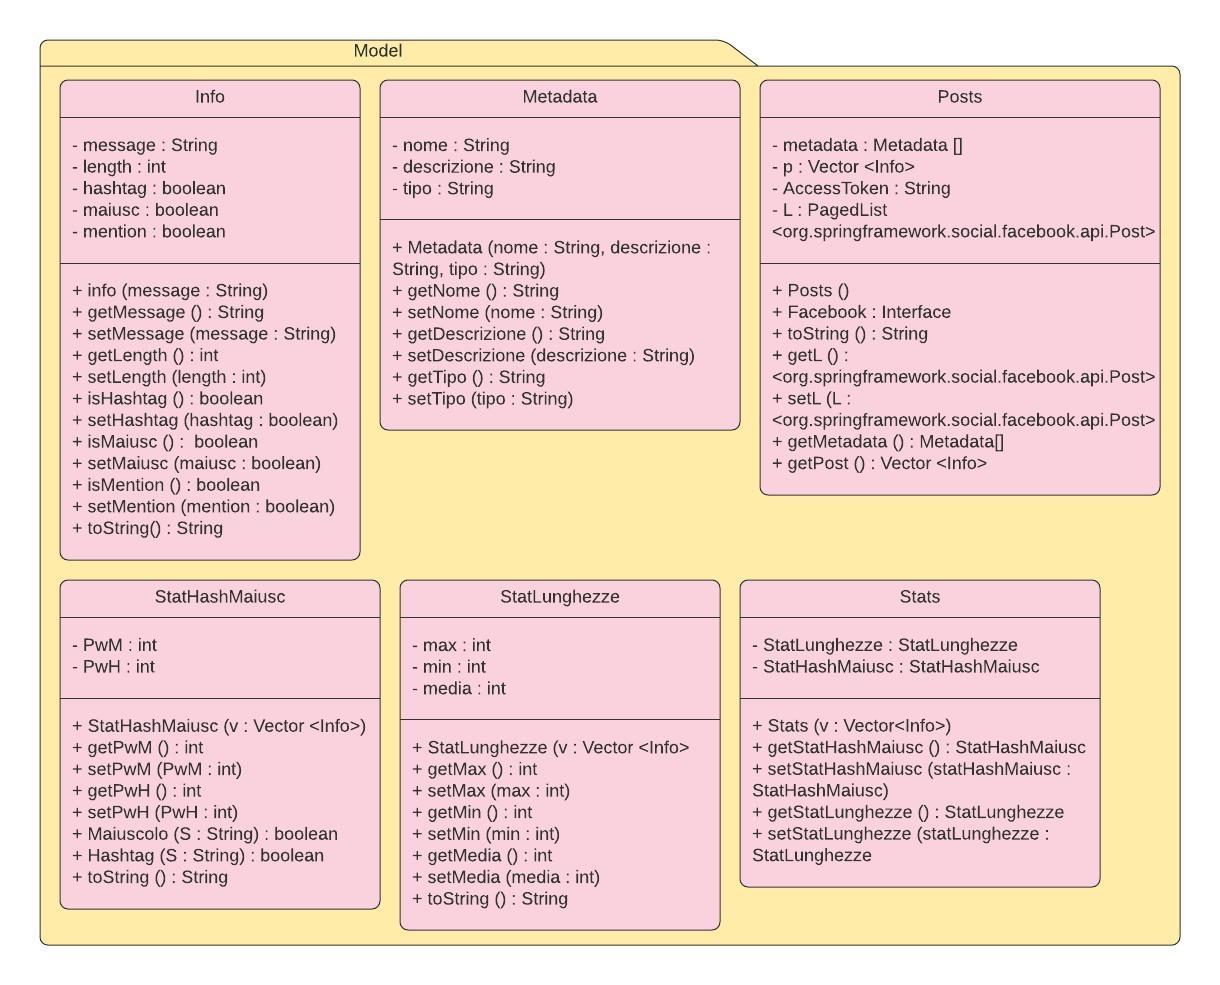 Model
Info
- message : String
- length : int
- hashtag : boolean
- maiusc : boolean
- mention : boolean
+ info (message : String)
+ getMessage () : String
+ setMessage (message : String)
+ getLength () : int
+ setLength (length : int)
+ isHashtag () : boolean
+ setHashtag (hashtag : boolean)
+ isMaiusc () :  boolean
+ setMaiusc (maiusc : boolean)
+ isMention () : boolean
+ setMention (mention : boolean)
+ toString() : String
Metadata
- nome : String
- descrizione : String
- tipo : String
+ Metadata (nome : String, descrizione :
String, tipo : String)
+ getNome () : String
+ setNome (nome : String)
+ getDescrizione () : String
+ setDescrizione (descrizione : String)
+ getTipo () : String
+ setTipo (tipo : String)
Posts
- metadata : Metadata []
- p : Vector <Info>
- AccessToken : String
- L : PagedList
<org.springframework.social.facebook.api.Post>
+ Posts ()
+ Facebook : Interface
+ toString () : String
+ getL () :
<org.springframework.social.facebook.api.Post>
+ setL (L :
<org.springframework.social.facebook.api.Post>
+ getMetadata () : Metadata[]
+ getPost () : Vector <Info>
StatHashMaiusc
- PwM : int
- PwH : int
+ StatHashMaiusc (v : Vector <Info>)
+ getPwM () : int
+ setPwM (PwM : int)
+ getPwH () : int
+ setPwH (PwH : int)
+ Maiuscolo (S : String) : boolean
+ Hashtag (S : String) : boolean
+ toString () : String
StatLunghezze
- max : int
- min : int
- media : int
+ StatLunghezze (v : Vector <Info>
+ getMax () : int
+ setMax (max : int)
+ getMin () : int
+ setMin (min : int)
+ getMedia () : int
+ setMedia (media : int)
+ toString () : String
Stats
- StatLunghezze : StatLunghezze
- StatHashMaiusc : StatHashMaiusc
+ Stats (v : Vector<Info>)
+ getStatHashMaiusc () : StatHashMaiusc
+ setStatHashMaiusc (statHashMaiusc :
StatHashMaiusc)
+ getStatLunghezze () : StatLunghezze
+ setStatLunghezze (statLunghezze :
StatLunghezze